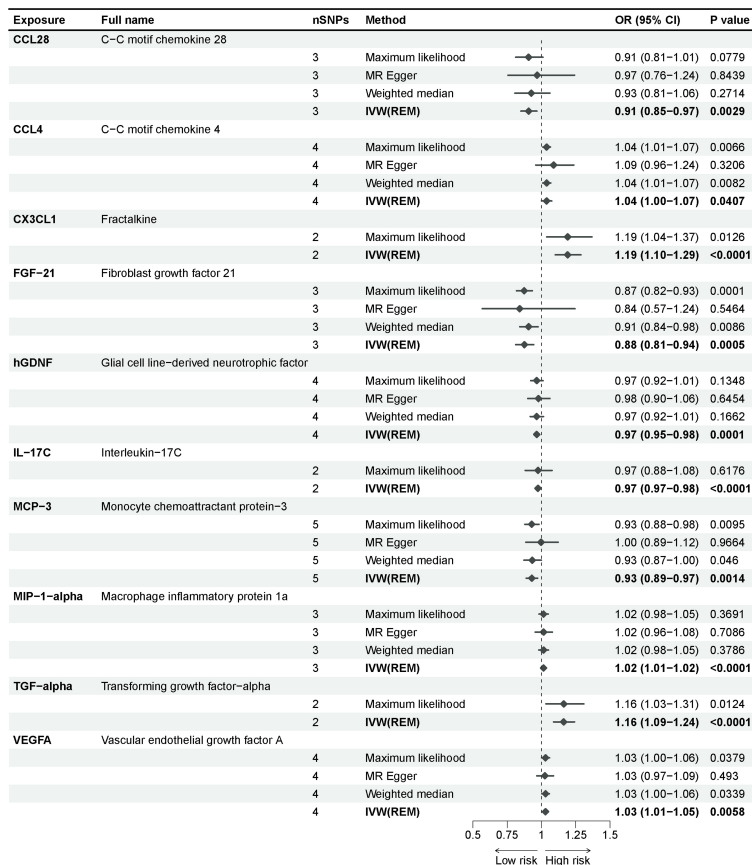 Exposure Full name nSNPs Method OR (95% CI) P value
CCL28 C−C motif chemokine 28
3 Maximum likelihood 0.91 (0.81−1.01) 0.0779
3 MR Egger 0.97 (0.76−1.24) 0.8439
3 Weighted median 0.93 (0.81−1.06) 0.2714
3 IVW(REM) 0.91 (0.85−0.97) 0.0029
CCL4 C−C motif chemokine 4
4 Maximum likelihood 1.04 (1.01−1.07) 0.0066
4 MR Egger 1.09 (0.96−1.24) 0.3206
4 Weighted median 1.04 (1.01−1.07) 0.0082
4 IVW(REM) 1.04 (1.00−1.07) 0.0407
CX3CL1 Fractalkine
2 Maximum likelihood 1.19 (1.04−1.37) 0.0126
2 IVW(REM) 1.19 (1.10−1.29) <0.0001
FGF−21 Fibroblast growth factor 21
3 Maximum likelihood 0.87 (0.82−0.93) 0.0001
3 MR Egger 0.84 (0.57−1.24) 0.5464
3 Weighted median 0.91 (0.84−0.98) 0.0086
3 IVW(REM) 0.88 (0.81−0.94) 0.0005
hGDNF Glial cell line−derived neurotrophic factor
4 Maximum likelihood 0.97 (0.92−1.01) 0.1348
4 MR Egger 0.98 (0.90−1.06) 0.6454
4 Weighted median 0.97 (0.92−1.01) 0.1662
4 IVW(REM) 0.97 (0.95−0.98) 0.0001
IL−17C Interleukin−17C
2 Maximum likelihood 0.97 (0.88−1.08) 0.6176
2 IVW(REM) 0.97 (0.97−0.98) <0.0001
MCP−3 Monocyte chemoattractant protein−3
5 Maximum likelihood 0.93 (0.88−0.98) 0.0095
5 MR Egger 1.00 (0.89−1.12) 0.9664
5 Weighted median 0.93 (0.87−1.00) 0.046
5 IVW(REM) 0.93 (0.89−0.97) 0.0014
MIP−1−alpha Macrophage inflammatory protein 1a
3 Maximum likelihood 1.02 (0.98−1.05) 0.3691
3 MR Egger 1.02 (0.96−1.08) 0.7086
3 Weighted median 1.02 (0.98−1.05) 0.3786
3 IVW(REM) 1.02 (1.01−1.02) <0.0001
TGF−alpha Transforming growth factor−alpha
2 Maximum likelihood 1.16 (1.03−1.31) 0.0124
2 IVW(REM) 1.16 (1.09−1.24) <0.0001
VEGFA Vascular endothelial growth factor A
4 Maximum likelihood 1.03 (1.00−1.06) 0.0379
4 MR Egger 1.03 (0.97−1.09) 0.493
4 Weighted median 1.03 (1.00−1.06) 0.0339
4 IVW(REM) 1.03 (1.01−1.05) 0.0058
0.5 0.75 1 1.25 1.5
Low risk High risk